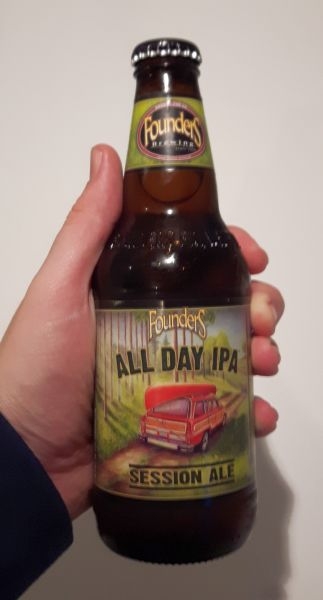 Founders
Brewing
Founders
ALL DAY IPA
SESSION ALE